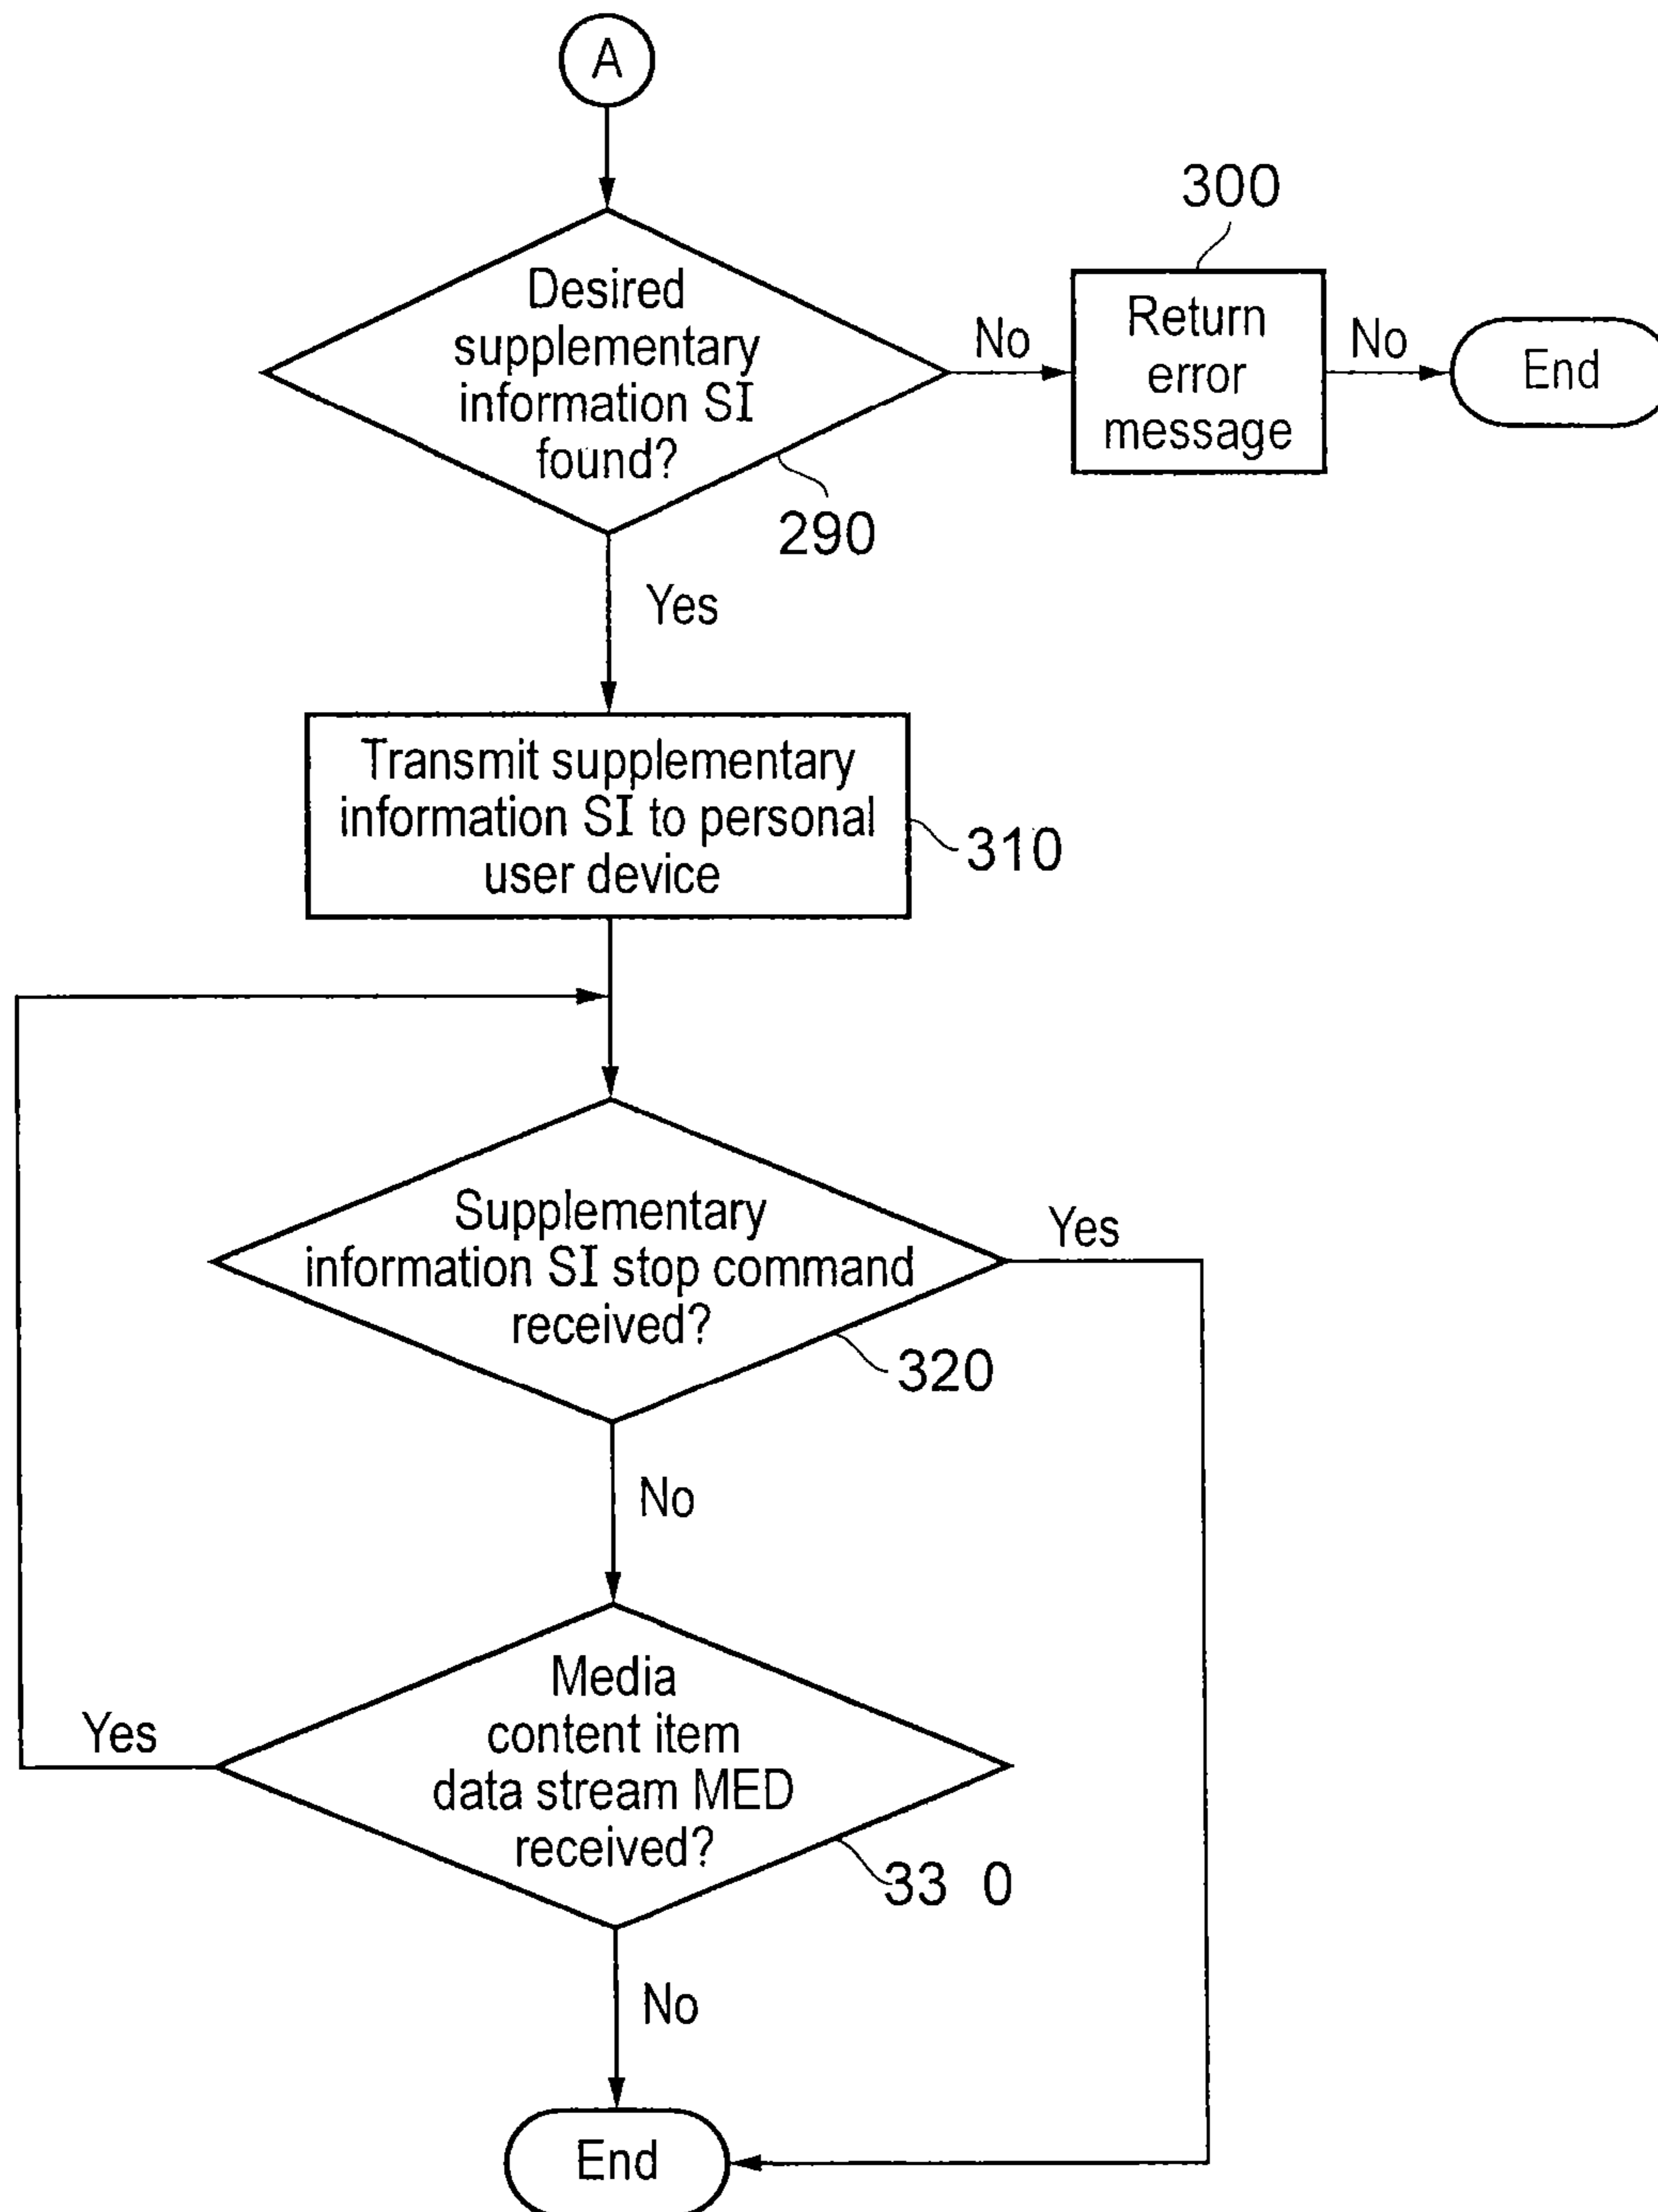 A
300
Desired
supplementary
information SI
found?
No
Return
error
message
No
End
290
Yes
Transmit supplementary
information SI to personal
user device
310
Supplementary
information SI stop command
received?
Yes
320
No
Media
content item
data stream MED
received?
Yes
33 0
No
End